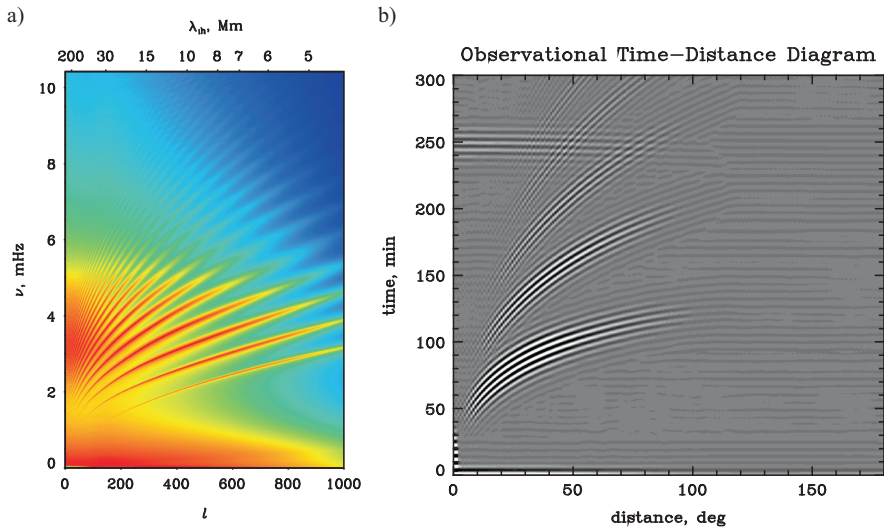 a)
λₕ, Mm
200 30 15 10 8 7 6 5
10
8
6
4
2
0
ν, mHz
0 200 400 600 800 1000
l
b)
Observational Time–Distance Diagram
300
250
200
150
100
50
0
time, min
0 50 100 150
distance, deg